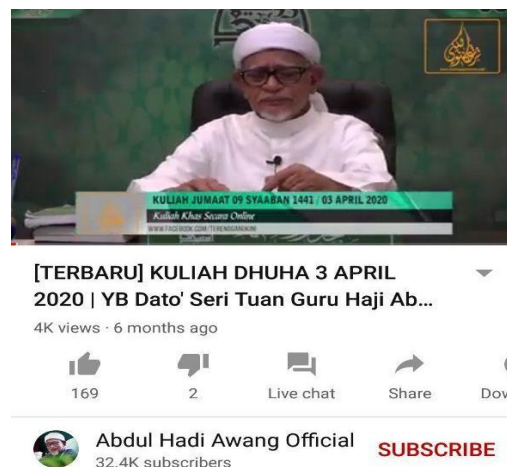 KULIAH JUMAAT 09 SYAABAN 1441 / 03 APRIL 2020
Kuliah Khas Secara Online
WWW.FACEBOOK.COM/TERENGGANUKINI
[TERBARU] KULIAH DHUHA 3 APRIL
2020 | YB Dato' Seri Tuan Guru Haji Ab...
4K views · 6 months ago
169
2
Live chat
Share
Dow
Abdul Hadi Awang Official
32.4K subscribers
SUBSCRIBE